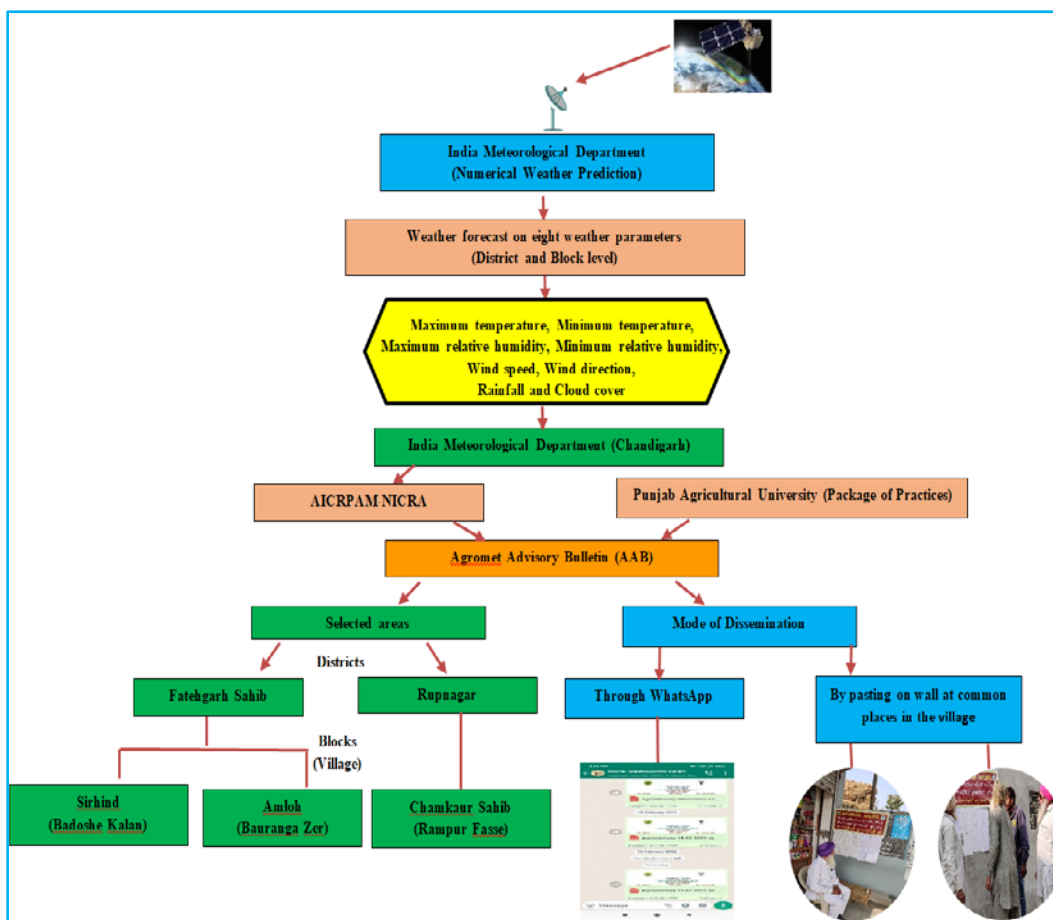 India Meteorological Department
(Numerical Weather Prediction)
Weather forecast on eight weather parameters
(District and Block level)
Maximum temperature, Minimum temperature,
Maximum relative humidity, Minimum relative humidity,
Wind speed, Wind direction,
Rainfall and Cloud cover
India Meteorological Department (Chandigarh)
AICRPAM NICRA
Punjab Agricultural University (Package of Practices)
Agromet Advisory Bulletin (AAB)
Selected areas
Mode of Dissemination
Districts
Fatehgarh Sahib
Rupnagar
Through WhatsApp
By pasting on wall at common
places in the village
Blocks
(Village)
Sirhind
(Badoshe Kalan)
Amloh
(Bauranga Zer)
Chamkaur Sahib
(Rampur Fasse)
Message